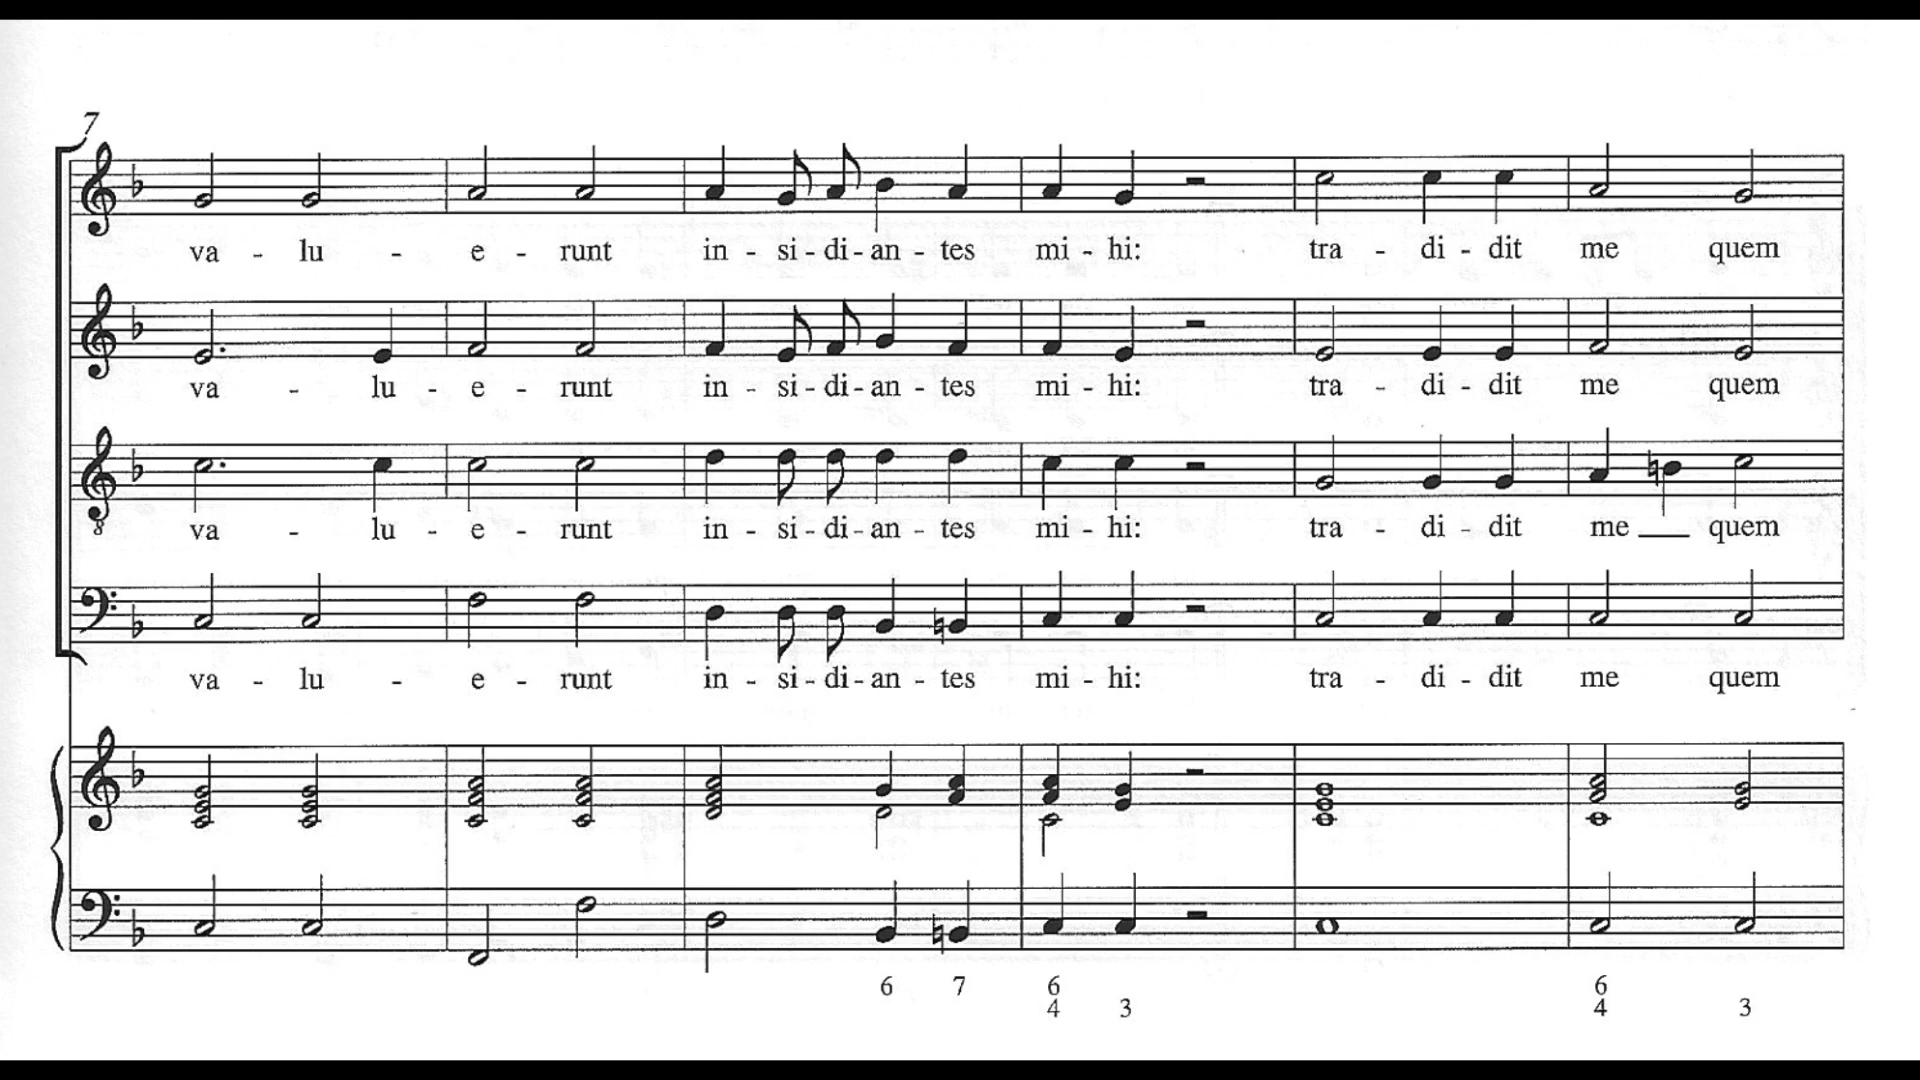 7
va - lu - e - runt in - si - di - an - tes mi - hi: tra - di - dit me quem
va - lu - e - runt in - si - di - an - tes mi - hi: tra - di - dit me quem
8
va - lu - e - runt in - si - di - an - tes mi - hi: tra - di - dit me quem
va - lu - e - runt in - si - di - an - tes mi - hi: tra - di - dit me quem
6 7 6 6
4 3 4 3